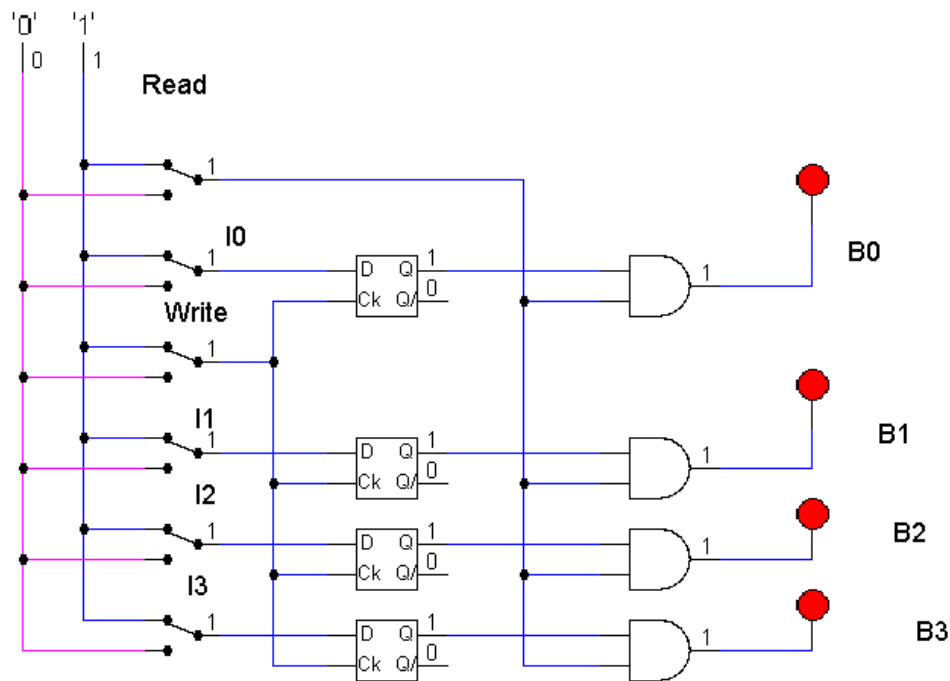 '0' '1'
0 1
Read
1
I0
1 D Q 1 1 B0
Ck Q/ 0
Write
1
I1
1 D Q 1 1 B1
Ck Q/ 0
I2
1 D Q 1 1 B2
Ck Q/ 0
I3
1 D Q 1 1 B3
Ck Q/ 0